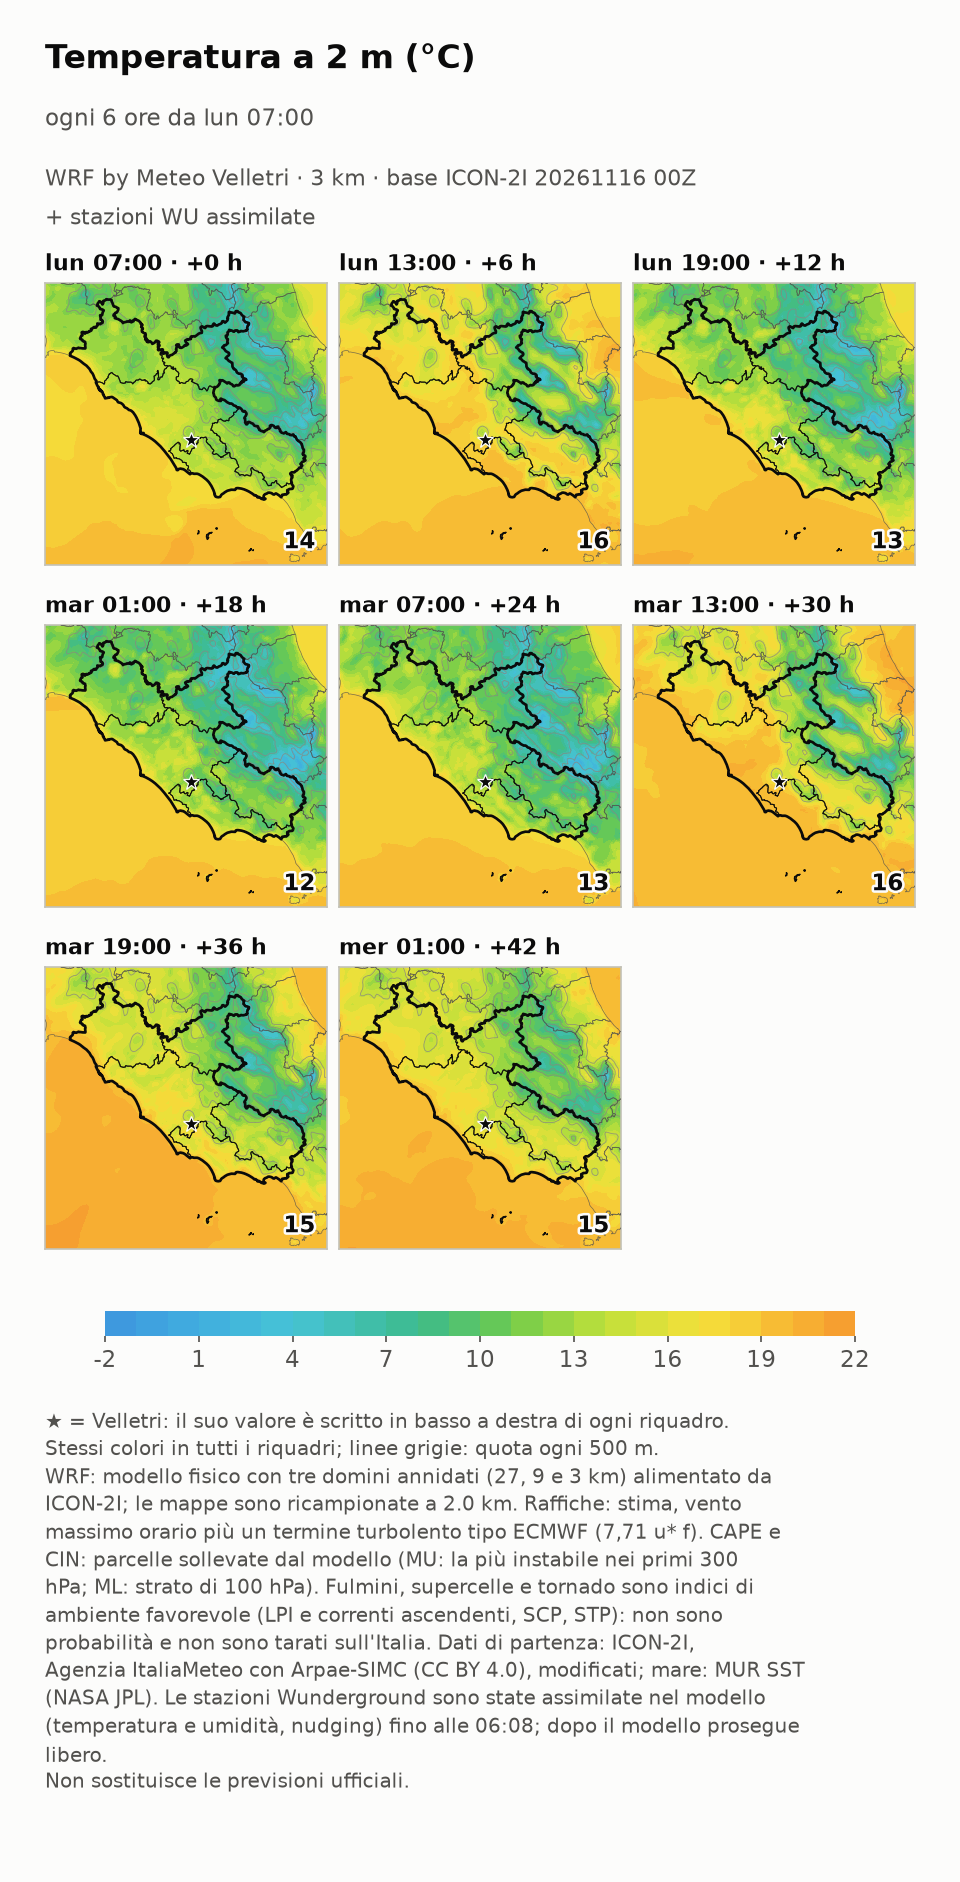 Temperatura a 2 m (°C)
ogni 6 ore da lun 07:00
WRF by Meteo Velletri · 3 km · base ICON-2I 20261116 00Z
+ stazioni WU assimilate
lun 07:00 · +0 h
lun 13:00 · +6 h
lun 19:00 · +12 h
14
16
13
mar 01:00 · +18 h
mar 07:00 · +24 h
mar 13:00 · +30 h
12
13
16
mar 19:00 · +36 h
mer 01:00 · +42 h
15
15
-2 1 4 7 10 13 16 19 22
★ = Velletri: il suo valore è scritto in basso a destra di ogni riquadro.
Stessi colori in tutti i riquadri; linee grigie: quota ogni 500 m.
WRF: modello fisico con tre domini annidati (27, 9 e 3 km) alimentato da
ICON-2I; le mappe sono ricampionate a 2.0 km. Raffiche: stima, vento
massimo orario più un termine turbolento tipo ECMWF (7,71 u* f). CAPE e
CIN: parcelle sollevate dal modello (MU: la più instabile nei primi 300
hPa; ML: strato di 100 hPa). Fulmini, supercelle e tornado sono indici di
ambiente favorevole (LPI e correnti ascendenti, SCP, STP): non sono
probabilità e non sono tarati sull'Italia. Dati di partenza: ICON-2I,
Agenzia ItaliaMeteo con Arpae-SIMC (CC BY 4.0), modificati; mare: MUR SST
(NASA JPL). Le stazioni Wunderground sono state assimilate nel modello
(temperatura e umidità, nudging) fino alle 06:08; dopo il modello prosegue
libero.
Non sostituisce le previsioni ufficiali.